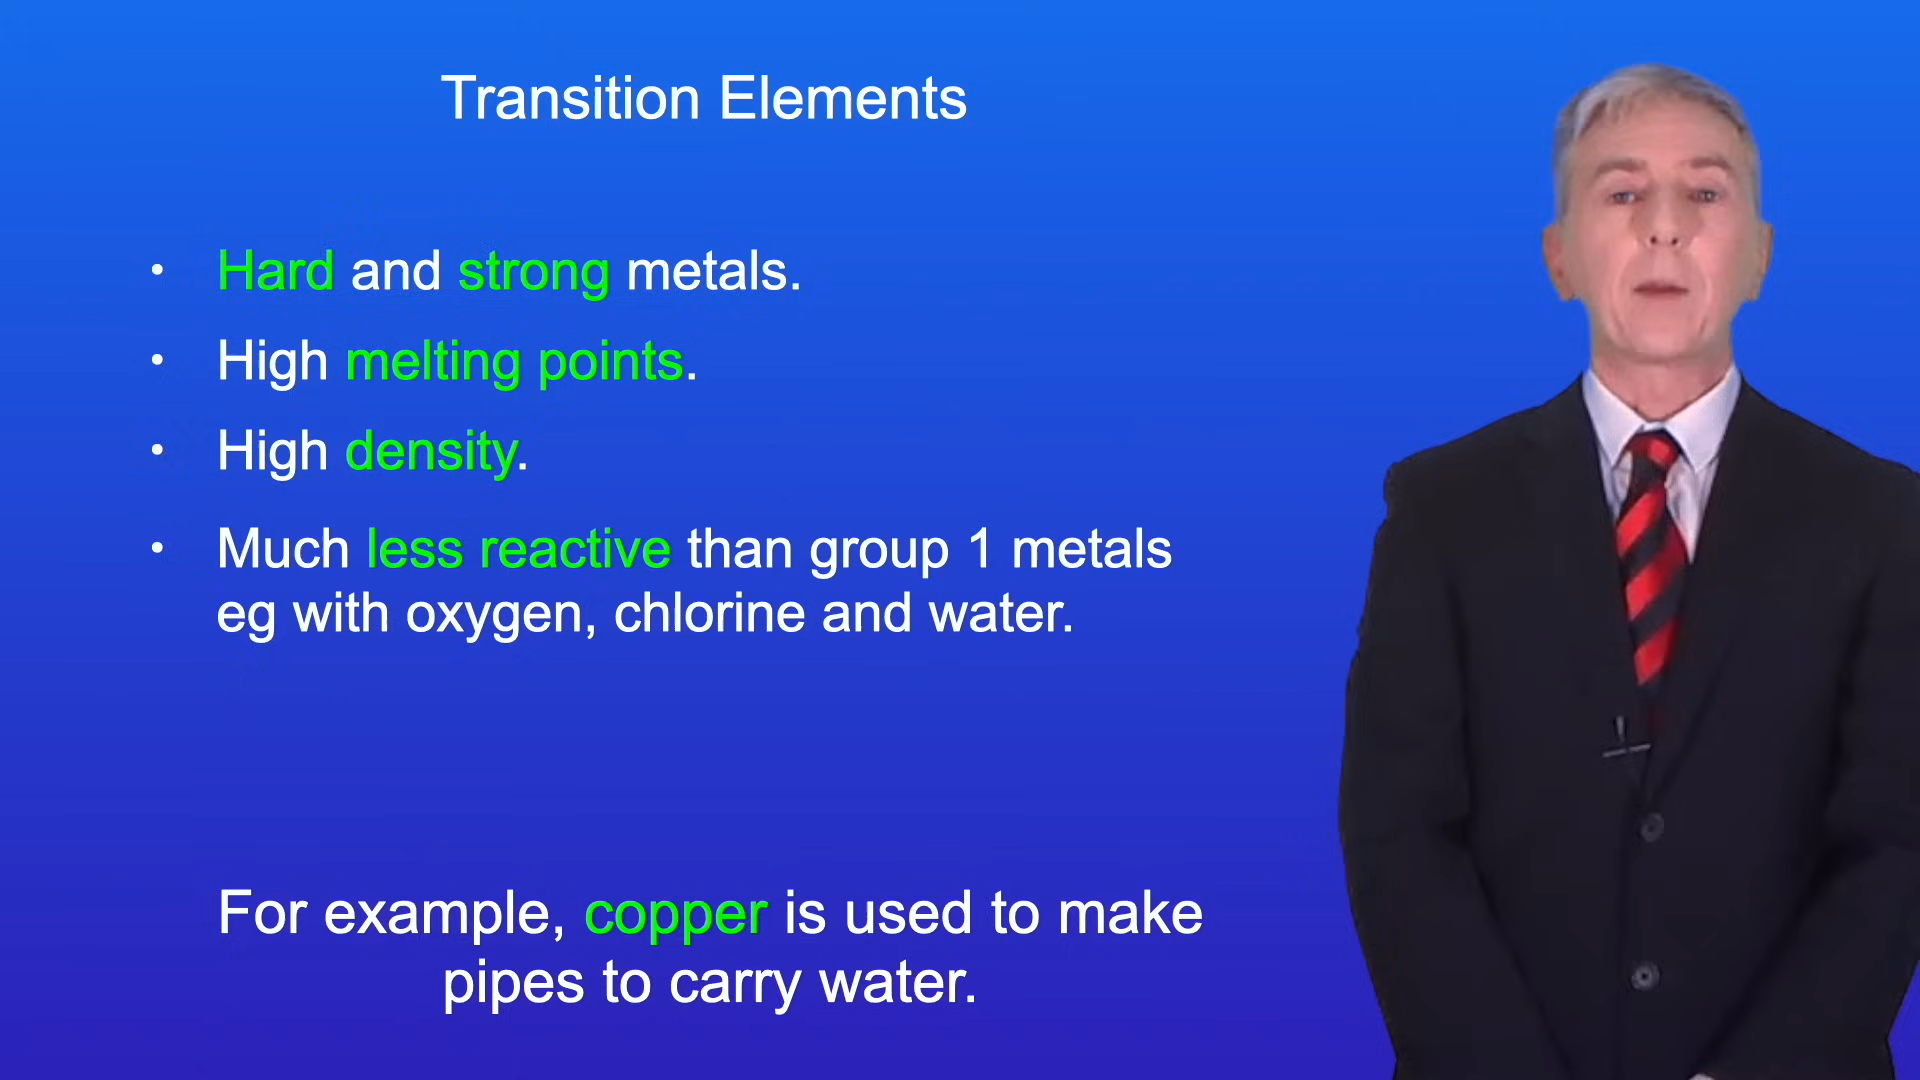 Transition Elements
• Hard and strong metals.
• High melting points.
• High density.
• Much less reactive than group 1 metals
eg with oxygen, chlorine and water.
For example, copper is used to make
pipes to carry water.